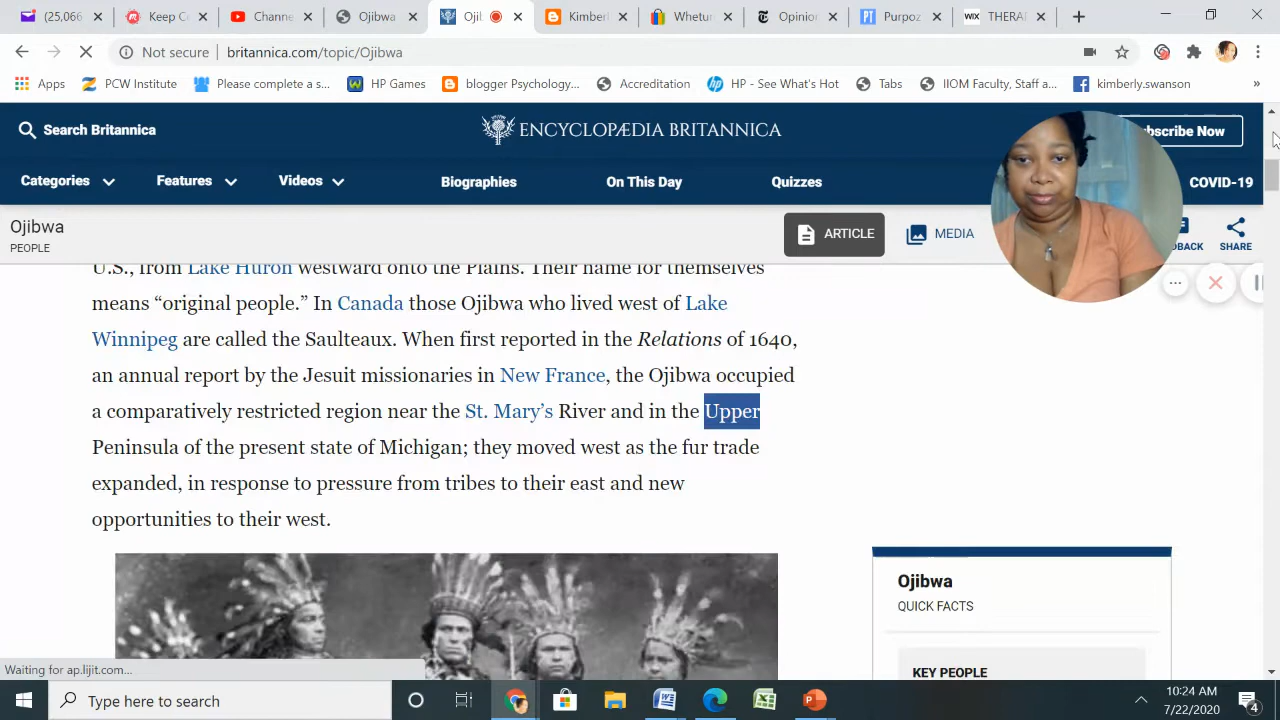 (25,066
Keep C
Channe
Ojibwa
Ojil
Kimberl
Whetur
Opinior
PT
Purpoz
WIX
THERAI
Not secure
britannica.com/topic/Ojibwa
Apps
PCW Institute
Please complete a s...
HP Games
blogger Psychology...
Accreditation
HP - See What's Hot
Tabs
IIOM Faculty, Staff a...
kimberly.swanson
»
Search Britannica
ENCYCLOPÆDIA BRITANNICA
bscribe Now
Categories
Features
Videos
Biographies
On This Day
Quizzes
COVID-19
Ojibwa
PEOPLE
ARTICLE
MEDIA
DBACK
SHARE
U.S., from Lake Huron westward onto the Plains. Their name for themselves
means “original people.” In Canada those Ojibwa who lived west of Lake
Winnipeg are called the Saulteaux. When first reported in the Relations of 1640,
an annual report by the Jesuit missionaries in New France, the Ojibwa occupied
a comparatively restricted region near the St. Mary’s River and in the Upper
Peninsula of the present state of Michigan; they moved west as the fur trade
expanded, in response to pressure from tribes to their east and new
opportunities to their west.
Ojibwa
QUICK FACTS
KEY PEOPLE
Waiting for ap.lijit.com...
Type here to search
10:24 AM
7/22/2020
4